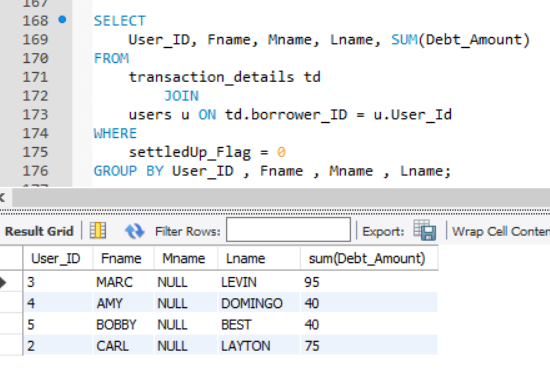 167
168 SELECT
169 User_ID, Fname, Mname, Lname, SUM(Debt_Amount)
170 FROM
171 transaction_details td
172 JOIN
173 users u ON td.borrower_ID = u.User_Id
174 WHERE
175 settledUp_Flag = 0
176 GROUP BY User_ID , Fname , Mname , Lname;
Result Grid Filter Rows: Export: Wrap Cell Conten
User_ID Fname Mname Lname sum(Debt_Amount)
3 MARC NULL LEVIN 95
4 AMY NULL DOMINGO 40
5 BOBBY NULL BEST 40
2 CARL NULL LAYTON 75